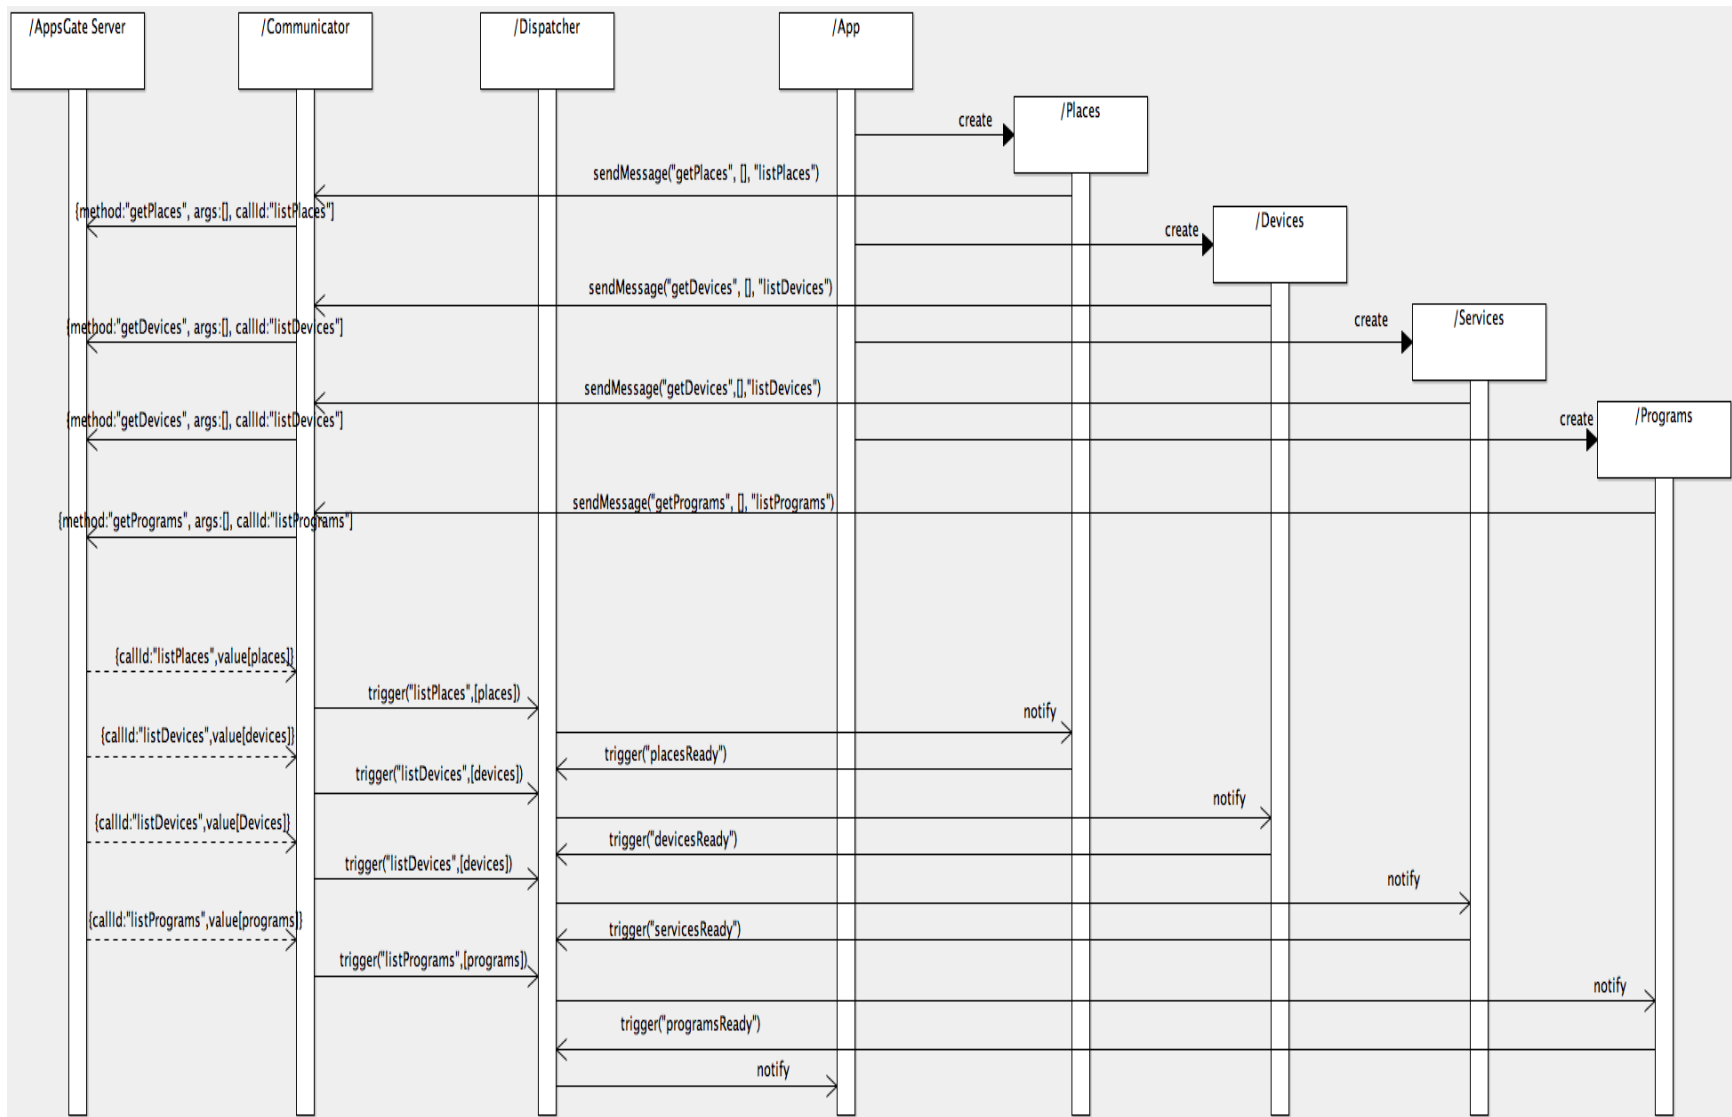 /AppsGate Server
/Communicator
/Dispatcher
/App
/Places
create
sendMessage("getPlaces", [], "listPlaces")
{method:"getPlaces", args:[], callId:"listPlaces"]
/Devices
create
sendMessage("getDevices", [], "listDevices")
{method:"getDevices", args:[], callId:"listDevices"]
/Services
create
sendMessage("getDevices",[],"listDevices")
{method:"getDevices", args:[], callId:"listDevices"]
/Programs
create
sendMessage("getPrograms", [], "listPrograms")
{method:"getPrograms", args:[], callId:"listPrograms"]
{callId:"listPlaces",value[places]}
trigger("listPlaces",[places])
notify
{callId:"listDevices",value[devices]}
trigger("placesReady")
trigger("listDevices",[devices])
notify
{callId:"listDevices",value[Devices]}
trigger("devicesReady")
trigger("listDevices",[devices])
notify
{callId:"listPrograms",value[programs]}
trigger("servicesReady")
trigger("listPrograms",[programs])
notify
trigger("programsReady")
notify